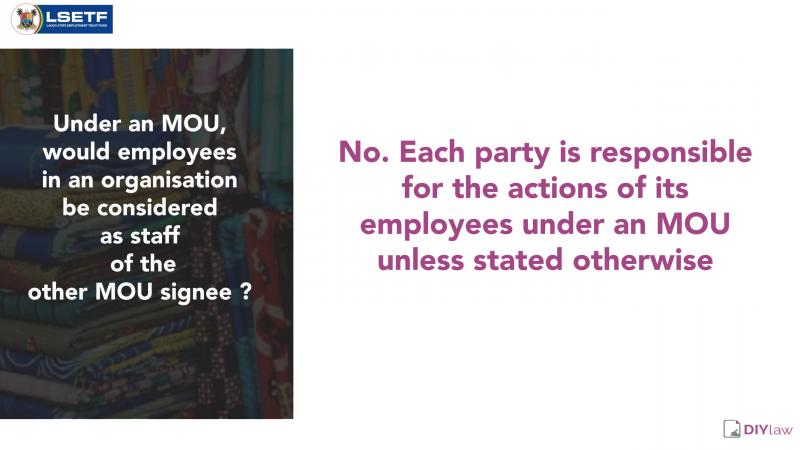 LSETF
LAGOS STATE EMPLOYMENT TRUST FUND
Under an MOU,
would employees
in an organisation
be considered
as staff
of the
other MOU signee ?
No. Each party is responsible
for the actions of its
employees under an MOU
unless stated otherwise
DIYlaw